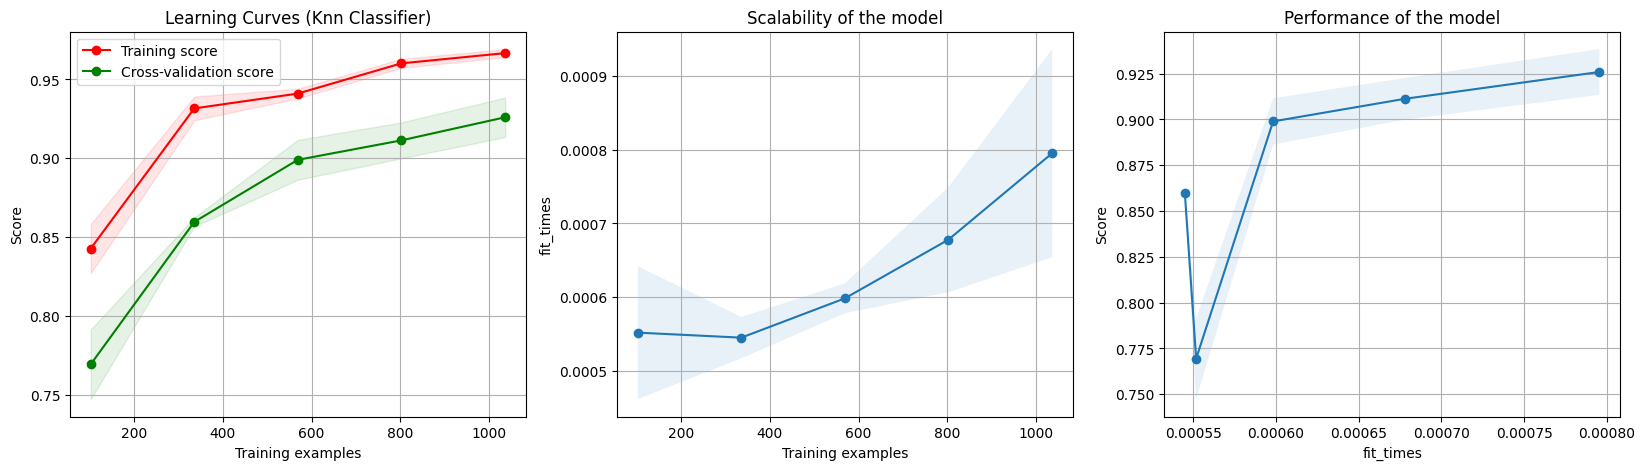 Learning Curves (Knn Classifier)
Training score
Cross-validation score
Score
0.95
0.90
0.85
0.80
0.75
200 400 600 800 1000
Training examples
Scalability of the model
fit_times
0.0009
0.0008
0.0007
0.0006
0.0005
200 400 600 800 1000
Training examples
Performance of the model
Score
0.925
0.900
0.875
0.850
0.825
0.800
0.775
0.750
0.00055 0.00060 0.00065 0.00070 0.00075 0.00080
fit_times